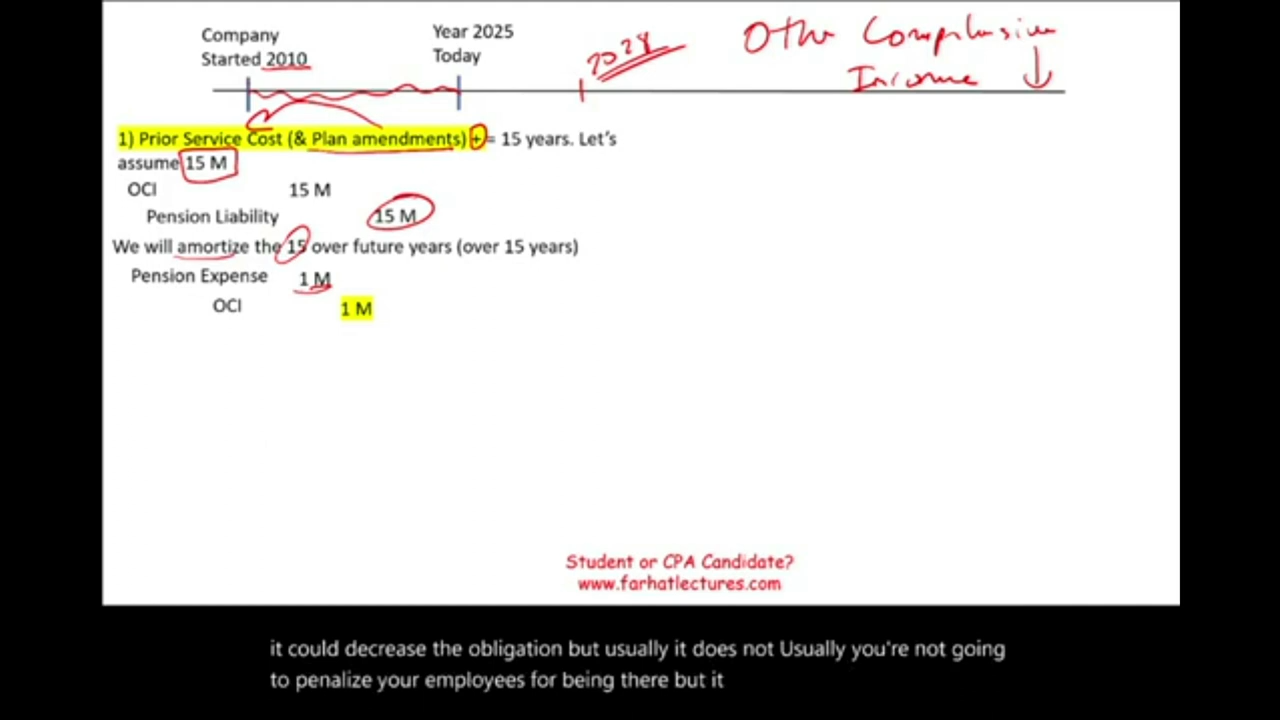 Company
Started 2010
Year 2025
Today
2028
Other Comprehensive
Income ↓
1) Prior Service Cost (& Plan amendments) + = 15 years. Let's
assume 15 M
OCI 15 M
Pension Liability 15 M
We will amortize the 15 over future years (over 15 years)
Pension Expense 1 M
OCI 1 M
Student or CPA Candidate?
www.farhatlectures.com
it could decrease the obligation but usually it does not Usually you're not going
to penalize your employees for being there but it